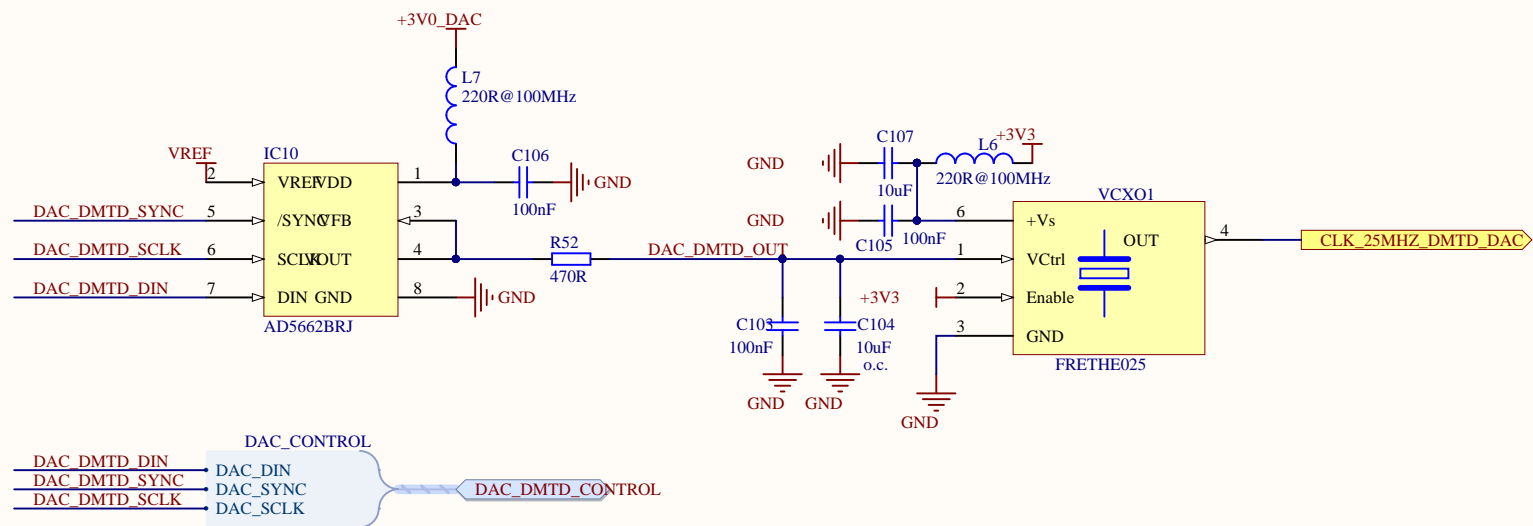 +3V0_DAC
L7
220R@100MHz
VREF
IC10
C106
GND
100nF
2
VREF
VDD
1
DAC_DMTD_SYNC
5
/SYNC
VFB
3
DAC_DMTD_SCLK
6
SCLK
VOUT
4
DAC_DMTD_DIN
7
DIN
GND
8
GND
AD5662BRJ
R52
470R
DAC_DMTD_OUT
C107
GND
10uF
L6
+3V3
220R@100MHz
GND
C105
100nF
VCXO1
6
+Vs
1
VCtrl
OUT
4
CLK_25MHZ_DMTD_DAC
+3V3
2
Enable
3
GND
FRETHE025
C103
100nF
C104
10uF
o.c.
GND
GND
GND
DAC_CONTROL
DAC_DMTD_DIN
DAC_DIN
DAC_DMTD_SYNC
DAC_SYNC
DAC_DMTD_SCLK
DAC_SCLK
DAC_DMTD_CONTROL